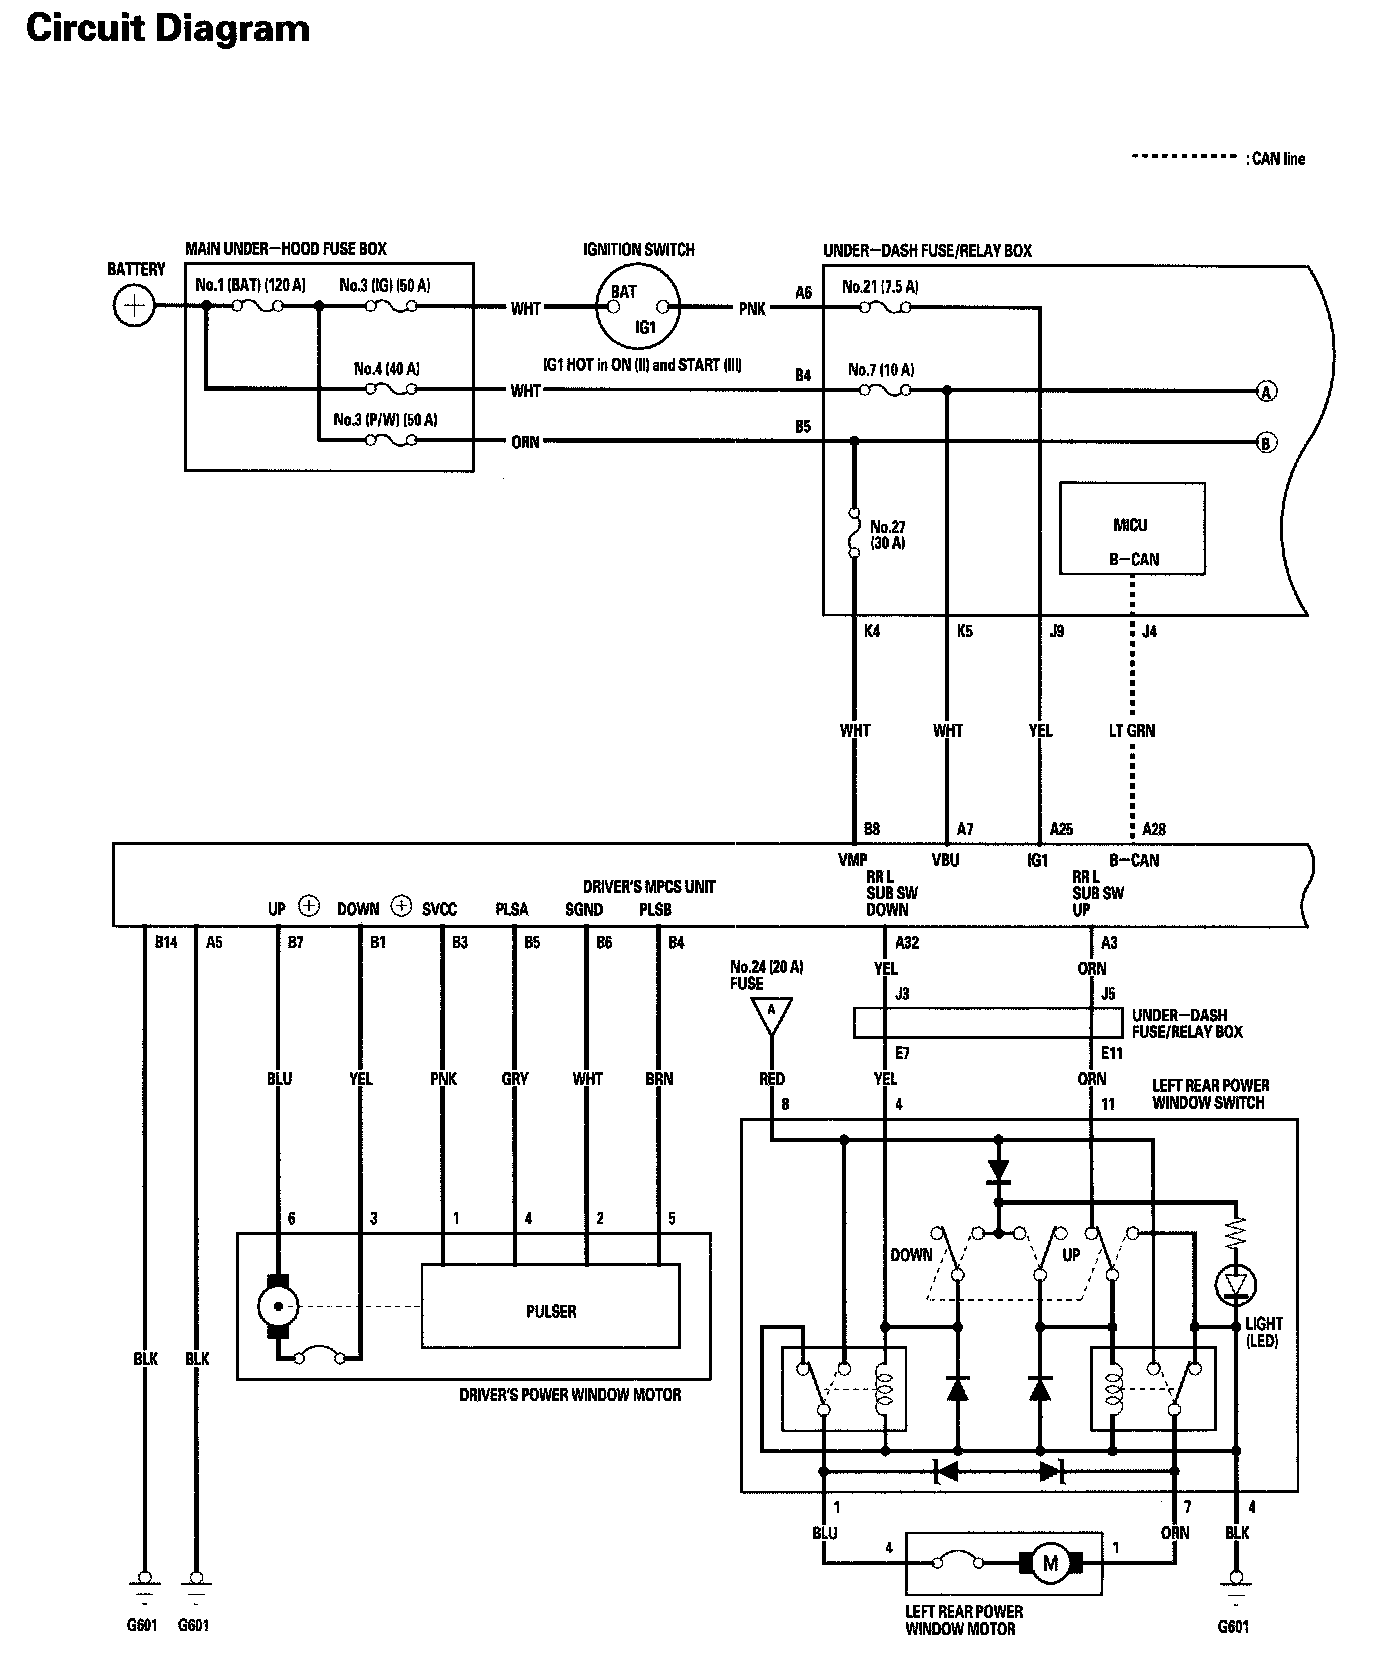 Circuit Diagram
: CAN line
MAIN UNDER–HOOD FUSE BOX
IGNITION SWITCH
UNDER–DASH FUSE/RELAY BOX
BATTERY
No.1 (BAT) (120 A)
No.3 (IG) (50 A)
BAT
IG1
WHT
PNK
A6
No.21 (7.5 A)
IG1 HOT in ON (II) and START (III)
No.4 (40 A)
WHT
B4
No.7 (10 A)
A
No.3 (P/W) (50 A)
ORN
B5
B
No.27
(30 A)
MICU
B–CAN
K4
K5
J9
J4
WHT
WHT
YEL
LT GRN
B8
A7
A25
A28
VMP
VBU
IG1
B–CAN
DRIVER'S MPCS UNIT
RR L
SUB SW
DOWN
RR L
SUB SW
UP
UP
DOWN
SVCC
PLSA
SGND
PLSB
B14
A5
B7
B1
B3
B5
B6
B4
A32
A3
No.24 (20 A)
FUSE
A
YEL
ORN
J3
J5
UNDER–DASH
FUSE/RELAY BOX
E7
E11
BLU
YEL
PNK
GRY
WHT
BRN
RED
YEL
ORN
LEFT REAR POWER
WINDOW SWITCH
8
4
11
6
3
1
4
2
5
DOWN
UP
PULSER
LIGHT
(LED)
BLK
BLK
DRIVER'S POWER WINDOW MOTOR
1
7
4
BLU
ORN
BLK
4
M
1
LEFT REAR POWER
WINDOW MOTOR
G601
G601
G601